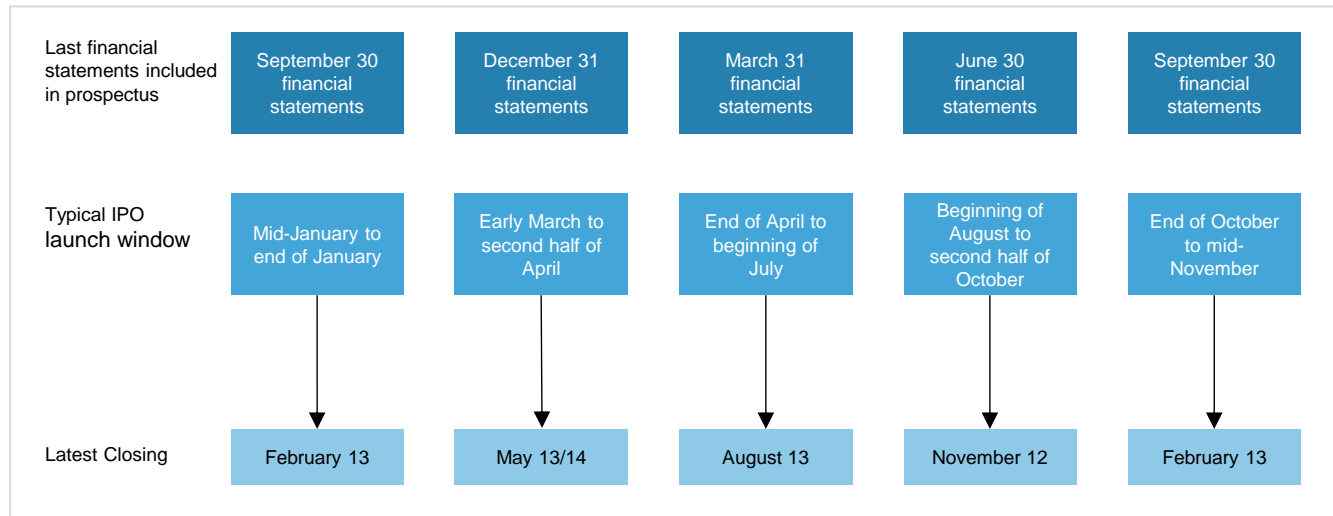 Last financial
statements included
in prospectus
September 30
financial
statements
December 31
financial
statements
March 31
financial
statements
June 30
financial
statements
September 30
financial
statements
Typical IPO
launch window
Mid-January to
end of January
Early March to
second half of
April
End of April to
beginning of
July
Beginning of
August to
second half of
October
End of October
to mid-
November
Latest Closing
February 13
May 13/14
August 13
November 12
February 13